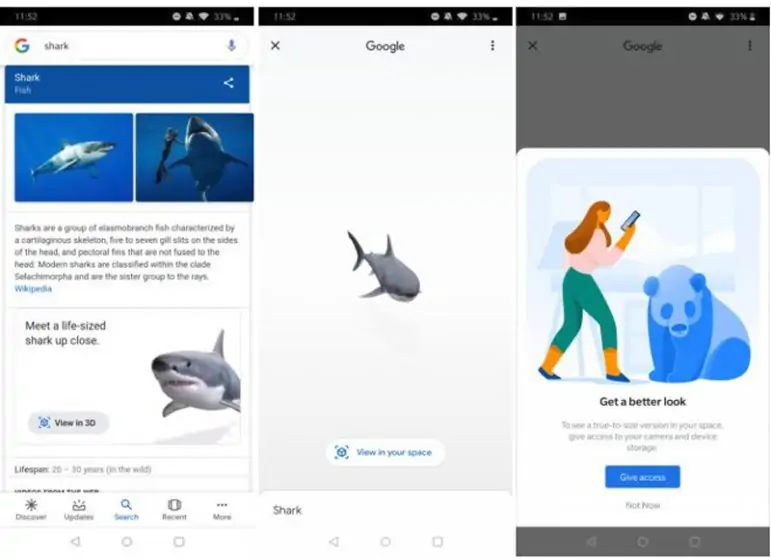 11:52
33%
shark
Shark
Fish
Sharks are a group of elasmobranch fish characterized by
a cartilaginous skeleton, five to seven gill slits on the sides
of the head, and pectoral fins that are not fused to the
head. Modern sharks are classified within the clade
Selachimorpha and are the sister group to the rays.
Wikipedia
Meet a life-sized
shark up close.
View in 3D
Lifespan: 20 – 30 years (In the wild)
VIDEOS FROM THE WEB
Discover
Updates
Search
Recent
More
11:52
33%
Google
View in your space
Shark
11:52
33%
Google
Get a better look
To see a true-to-size version in your space,
give access to your camera and device
storage.
Give access
Not Now